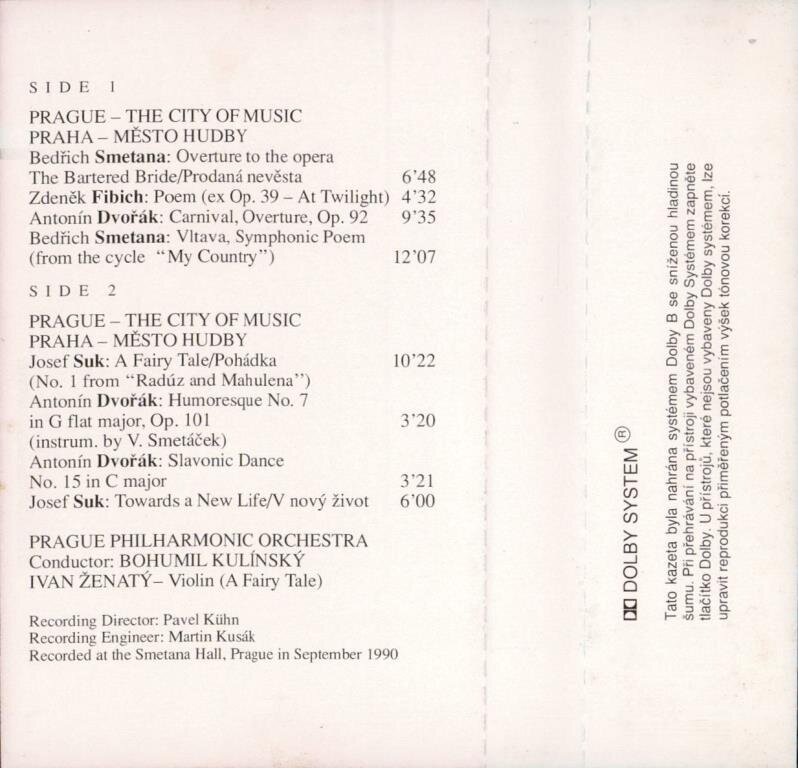 SIDE 1
PRAGUE – THE CITY OF MUSIC
PRAHA – MĚSTO HUDBY
Bedřich Smetana: Overture to the opera
The Bartered Bride/Prodaná nevěsta 6'48
Zdeněk Fibich: Poem (ex Op. 39 – At Twilight) 4'32
Antonín Dvořák: Carnival, Overture, Op. 92 9'35
Bedřich Smetana: Vltava, Symphonic Poem
(from the cycle “My Country”) 12'07
SIDE 2
PRAGUE – THE CITY OF MUSIC
PRAHA – MĚSTO HUDBY
Josef Suk: A Fairy Tale/Pohádka 10'22
(No. 1 from “Radúz and Mahulena”)
Antonín Dvořák: Humoresque No. 7
in G flat major, Op. 101 3'20
(instrum. by V. Smetáček)
Antonín Dvořák: Slavonic Dance
No. 15 in C major 3'21
Josef Suk: Towards a New Life/V nový život 6'00
PRAGUE PHILHARMONIC ORCHESTRA
Conductor: BOHUMIL KULÍNSKÝ
IVAN ŽENATÝ – Violin (A Fairy Tale)
Recording Director: Pavel Kühn
Recording Engineer: Martin Kusák
Recorded at the Smetana Hall, Prague in September 1990
DOLBY SYSTEM ®
Tato kazeta byla nahrána systémem Dolby B se sníženou hladinou
šumu. Při přehrávání na přístroji vybaveném Dolby Systémem zapněte
tlačítko Dolby. U přístrojů, které nejsou vybaveny Dolby systémem, lze
upravit reprodukci přiměřeným potlačením výšek tónovou korekcí.